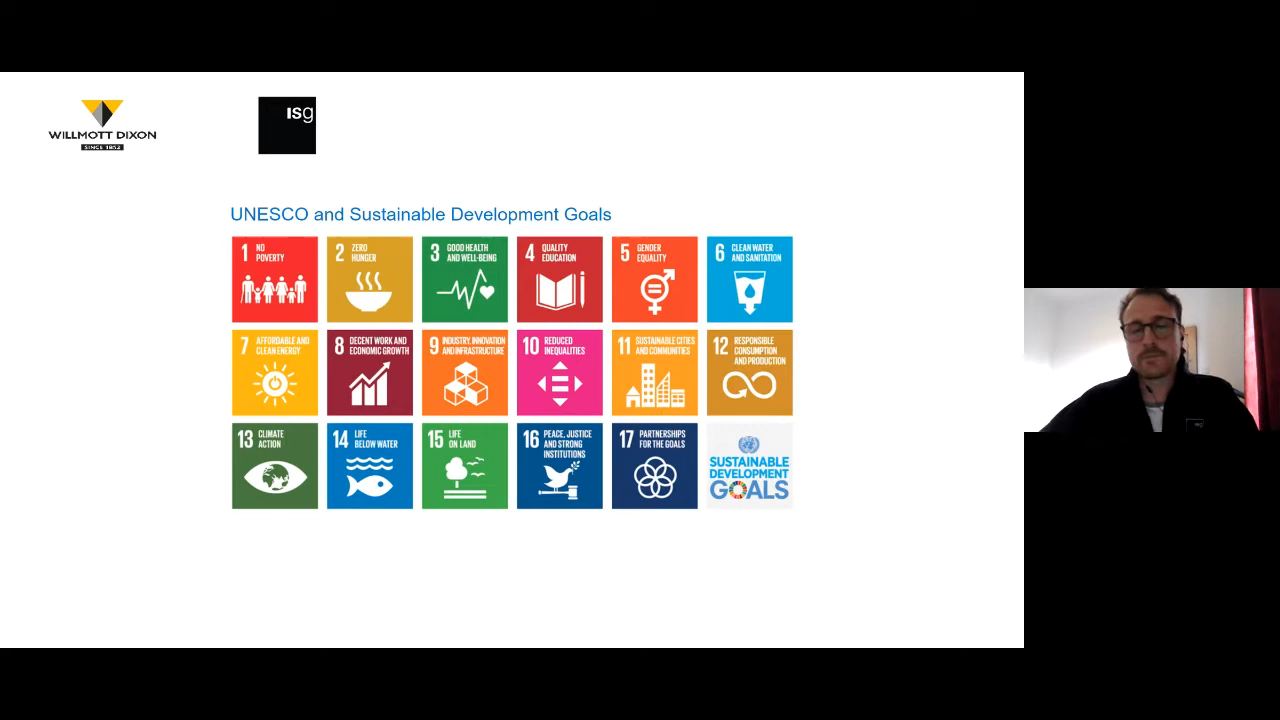 WILLMOTT DIXON
SINCE 1852
ISG
UNESCO and Sustainable Development Goals
1 NO
POVERTY
2 ZERO
HUNGER
3 GOOD HEALTH
AND WELL-BEING
4 QUALITY
EDUCATION
5 GENDER
EQUALITY
6 CLEAN WATER
AND SANITATION
7 AFFORDABLE AND
CLEAN ENERGY
8 DECENT WORK AND
ECONOMIC GROWTH
9 INDUSTRY, INNOVATION
AND INFRASTRUCTURE
10 REDUCED
INEQUALITIES
11 SUSTAINABLE CITIES
AND COMMUNITIES
12 RESPONSIBLE
CONSUMPTION
AND PRODUCTION
13 CLIMATE
ACTION
14 LIFE
BELOW WATER
15 LIFE
ON LAND
16 PEACE, JUSTICE
AND STRONG
INSTITUTIONS
17 PARTNERSHIPS
FOR THE GOALS
SUSTAINABLE
DEVELOPMENT
GOALS